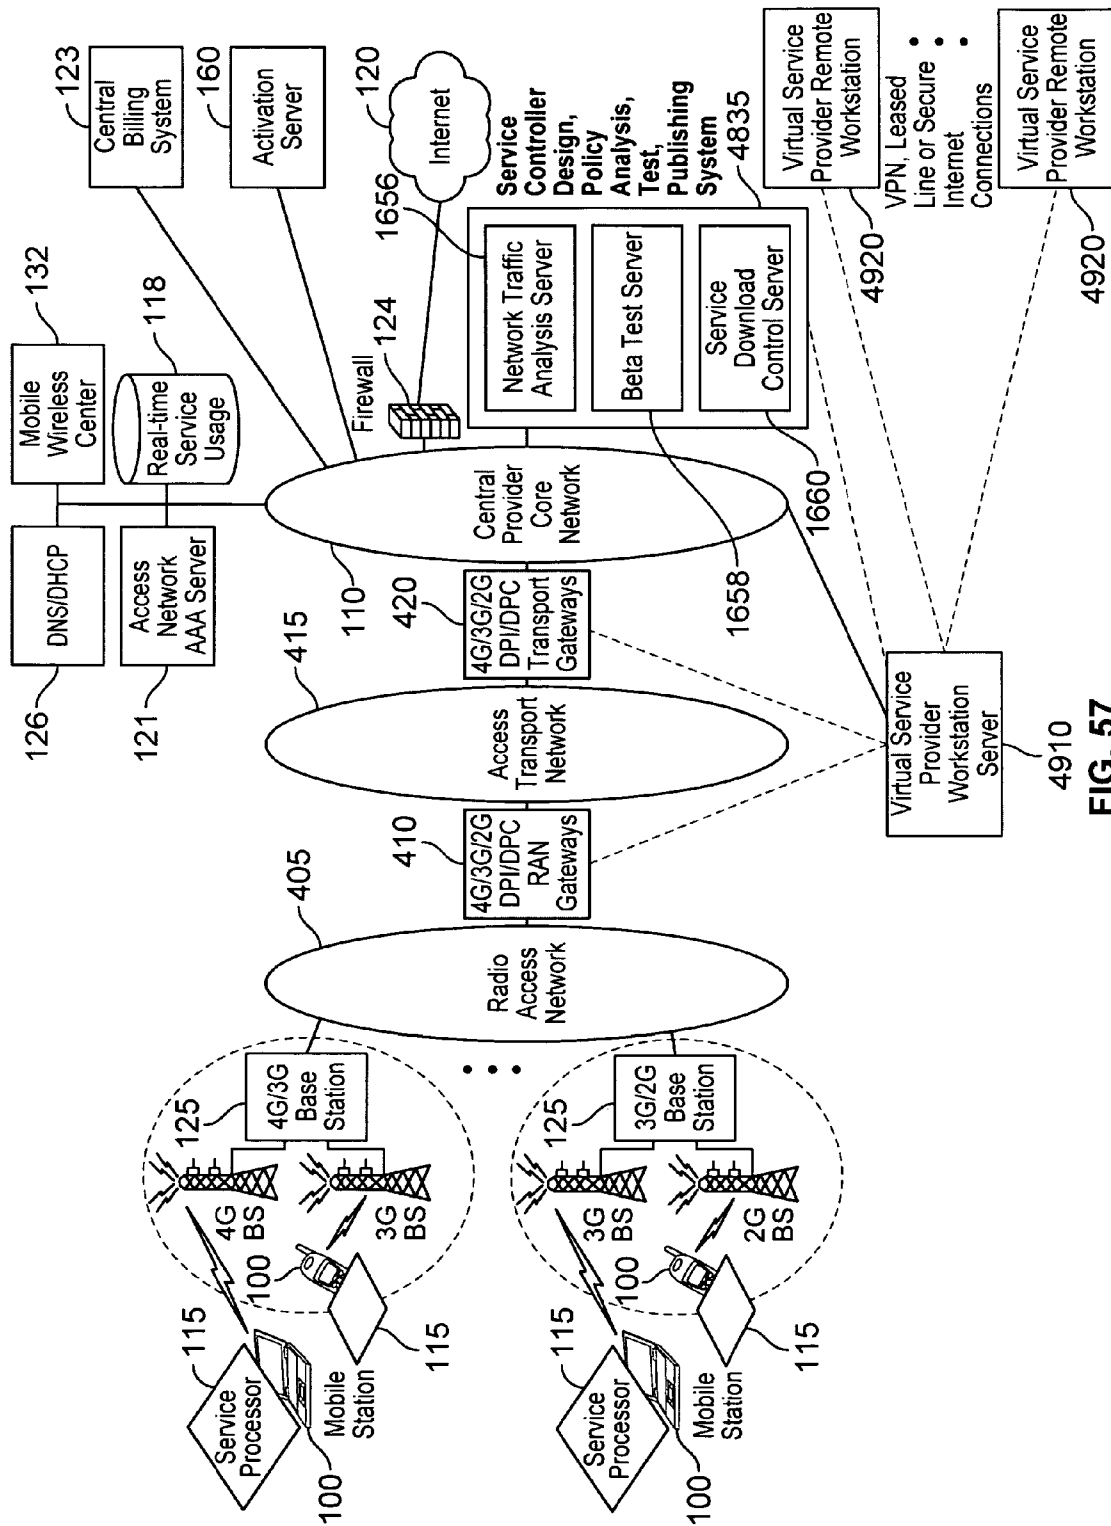 126
DNS/DHCP
Mobile
Wireless
Center
132
121
Access
Network
AAA Server
Real-time
Service
Usage
118
Central
Billing
System
123
Activation
Server
160
Internet
120
Firewall
124
110
Central
Provider
Core
Network
Service
Controller
Design,
Policy
Analysis,
Test,
Publishing
System
4835
1656
Network Traffic
Analysis Server
Beta Test Server
1658
Service
Download
Control Server
1660
420
4G/3G/2G
DPI/DPC
Transport
Gateways
415
Access
Transport
Network
410
4G/3G/2G
DPI/DPC
RAN
Gateways
405
Radio
Access
Network
125
4G/3G
Base
Station
4G
BS
3G
BS
100
115
115
Service
Processor
100
Mobile
Station
125
3G/2G
Base
Station
3G
BS
2G
BS
100
115
115
Service
Processor
100
Mobile
Station
Virtual Service
Provider
Workstation
Server
4910
Virtual Service
Provider Remote
Workstation
4920
VPN, Leased
Line or Secure
Internet
Connections
Virtual Service
Provider Remote
Workstation
4920
FIG. 57